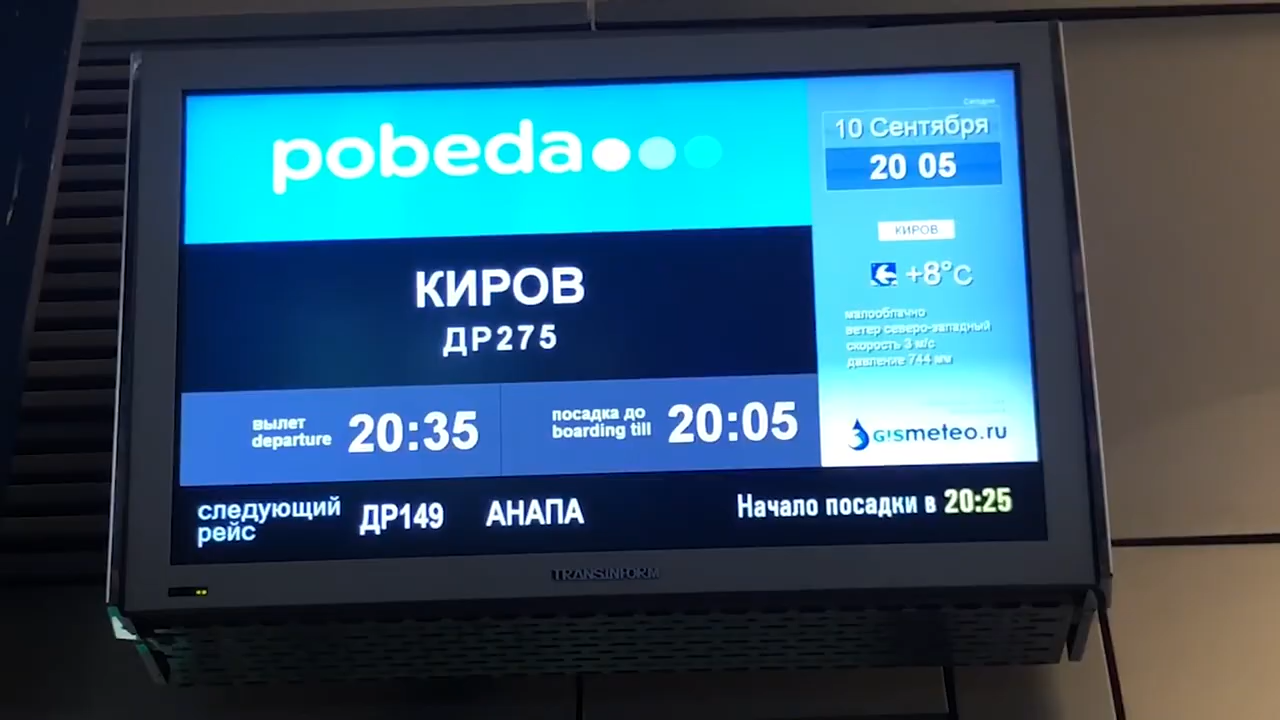 pobeda
КИРОВ
ДР275
вылет
departure
20:35
посадка до
boarding till
20:05
следующий
рейс
ДР149 АНАПА
Начало посадки в 20:25
Сегодня
10 Сентября
20 05
КИРОВ
+8°C
малооблачно
ветер северо-западный
скорость 3 м/с
давление 744 мм
GISmeteo.ru
TRANSINFORM